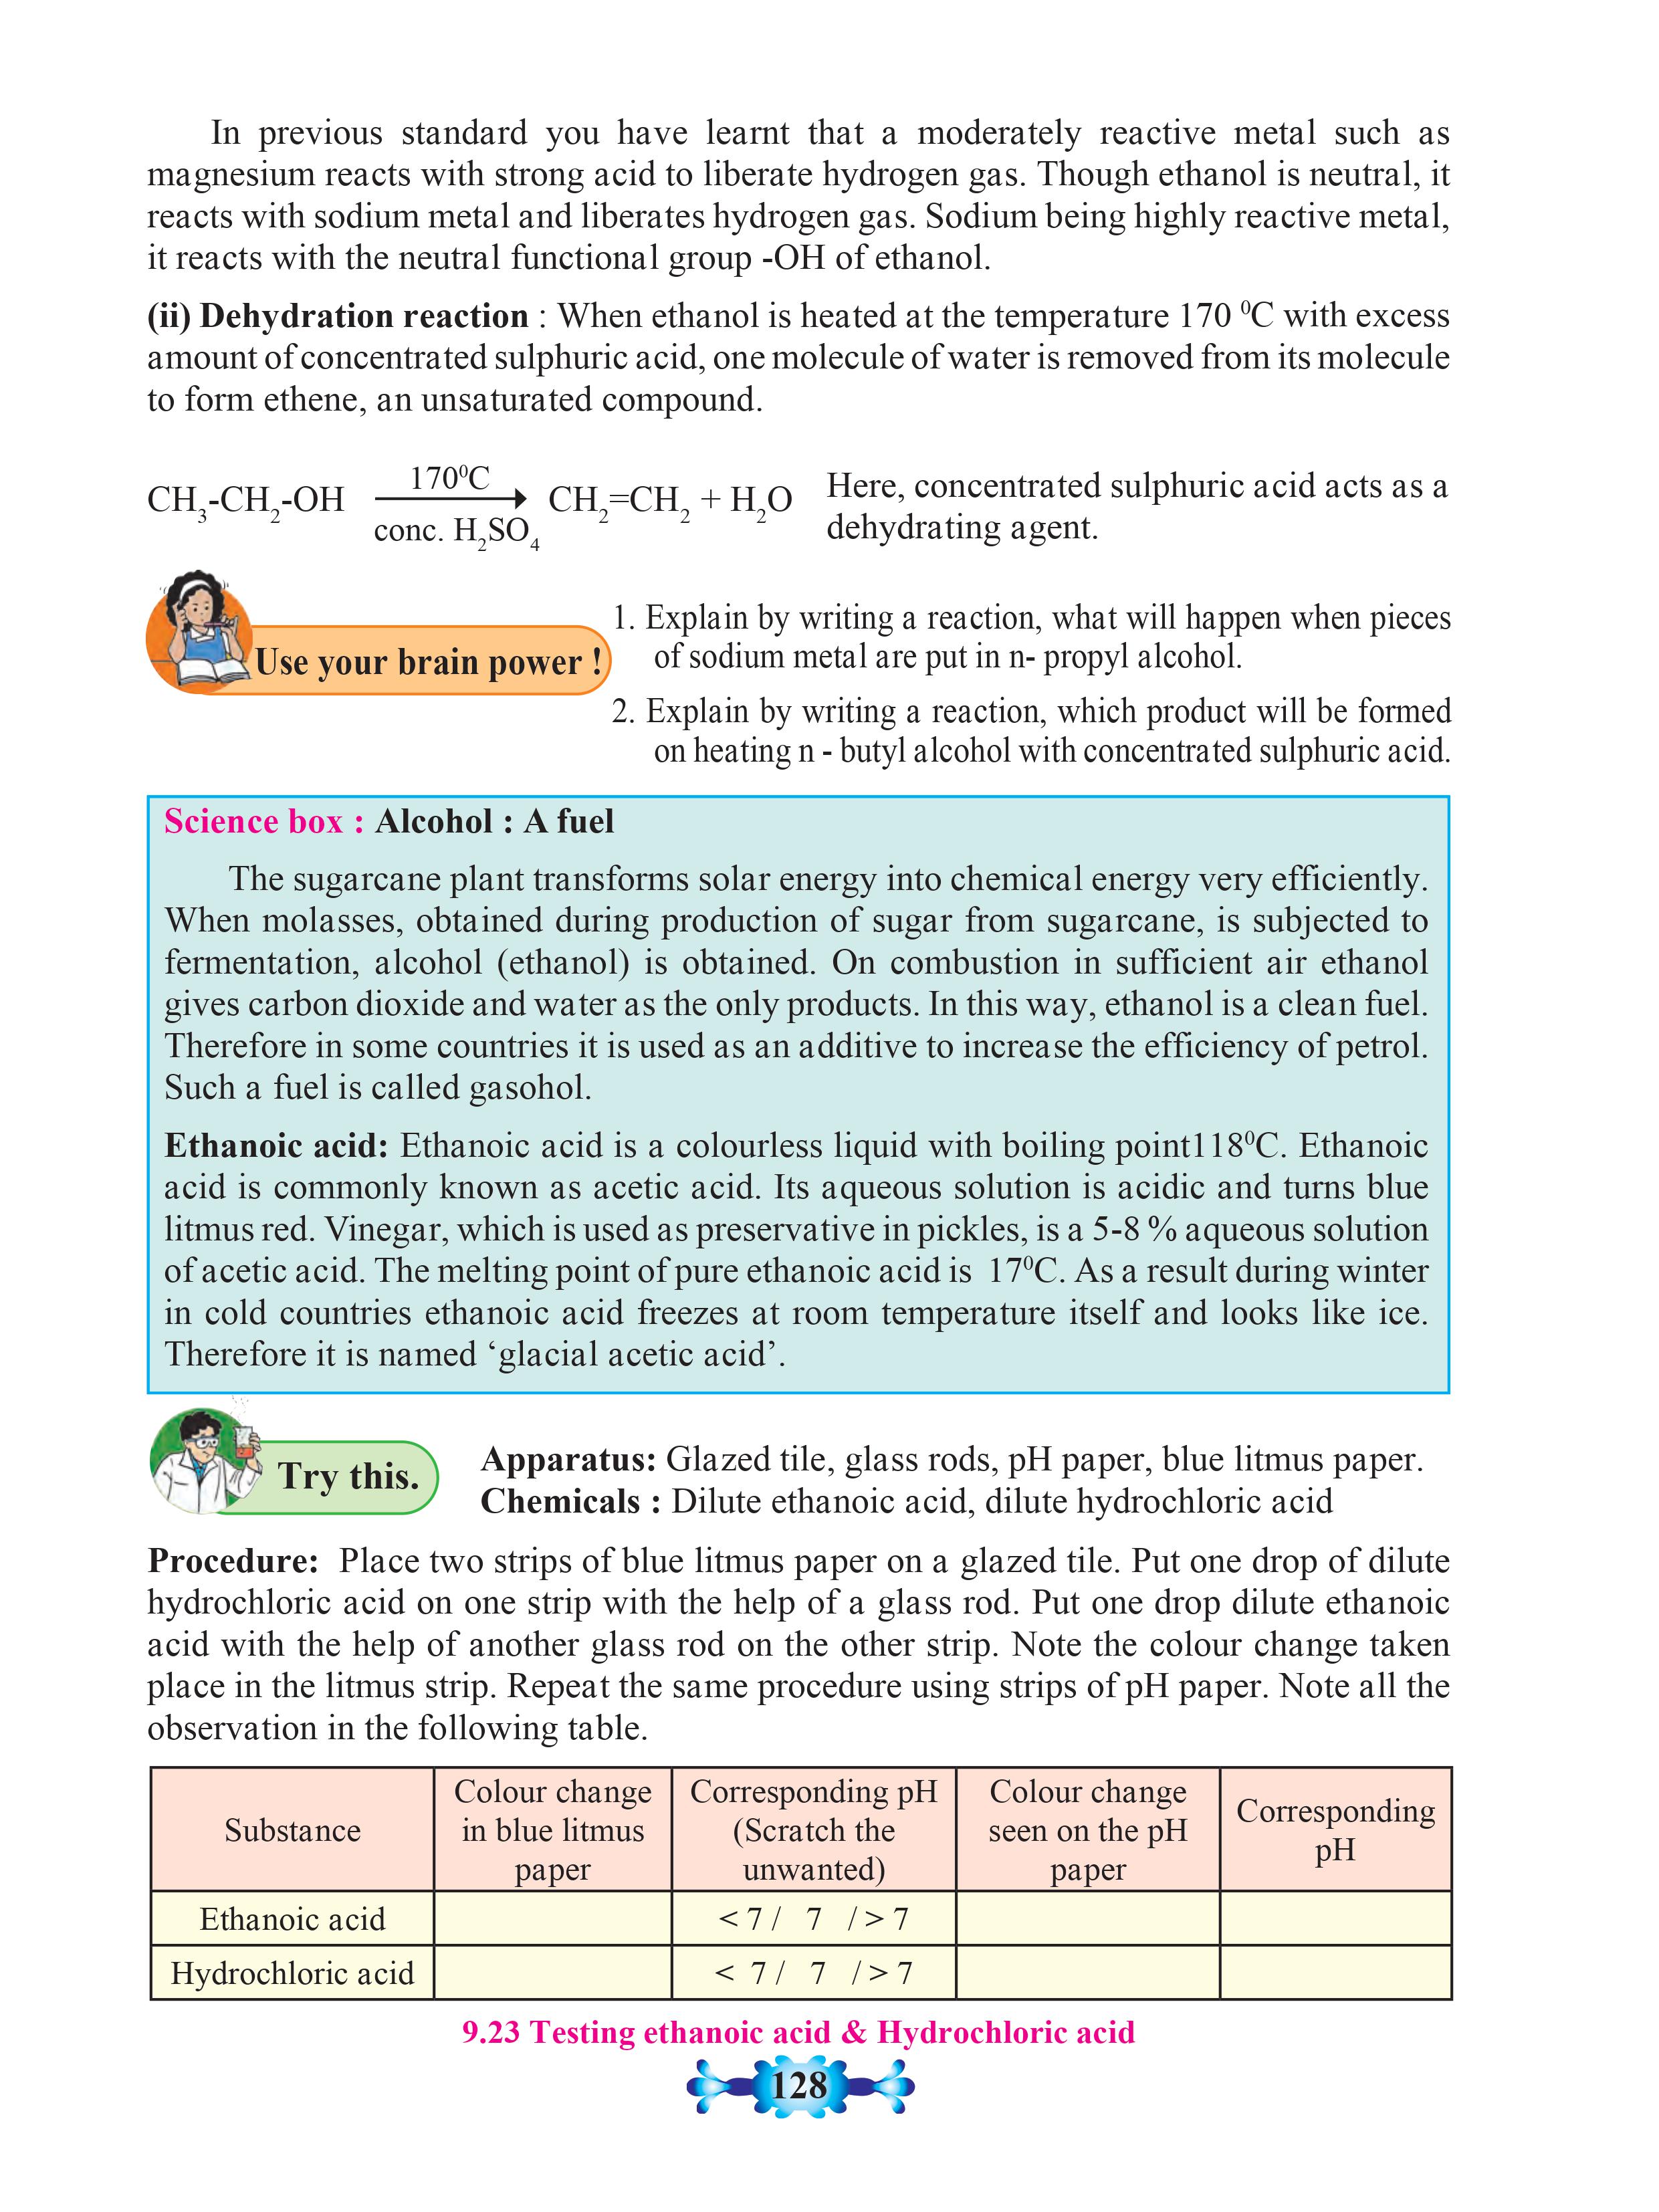 In previous standard you have learnt that a moderately reactive metal such as
magnesium reacts with strong acid to liberate hydrogen gas. Though ethanol is neutral, it
reacts with sodium metal and liberates hydrogen gas. Sodium being highly reactive metal,
it reacts with the neutral functional group -OH of ethanol.
(ii) Dehydration reaction : When ethanol is heated at the temperature 170 ⁰C with excess
amount of concentrated sulphuric acid, one molecule of water is removed from its molecule
to form ethene, an unsaturated compound.
170⁰C
CH₃-CH₂-OH ⟶ CH₂=CH₂ + H₂O
conc. H₂SO₄
Here, concentrated sulphuric acid acts as a
dehydrating agent.
Use your brain power !
1. Explain by writing a reaction, what will happen when pieces
of sodium metal are put in n- propyl alcohol.
2. Explain by writing a reaction, which product will be formed
on heating n - butyl alcohol with concentrated sulphuric acid.
Science box : Alcohol : A fuel
The sugarcane plant transforms solar energy into chemical energy very efficiently.
When molasses, obtained during production of sugar from sugarcane, is subjected to
fermentation, alcohol (ethanol) is obtained. On combustion in sufficient air ethanol
gives carbon dioxide and water as the only products. In this way, ethanol is a clean fuel.
Therefore in some countries it is used as an additive to increase the efficiency of petrol.
Such a fuel is called gasohol.
Ethanoic acid: Ethanoic acid is a colourless liquid with boiling point118⁰C. Ethanoic
acid is commonly known as acetic acid. Its aqueous solution is acidic and turns blue
litmus red. Vinegar, which is used as preservative in pickles, is a 5-8 % aqueous solution
of acetic acid. The melting point of pure ethanoic acid is 17⁰C. As a result during winter
in cold countries ethanoic acid freezes at room temperature itself and looks like ice.
Therefore it is named ‘glacial acetic acid’.
Try this.
Apparatus: Glazed tile, glass rods, pH paper, blue litmus paper.
Chemicals : Dilute ethanoic acid, dilute hydrochloric acid
Procedure: Place two strips of blue litmus paper on a glazed tile. Put one drop of dilute
hydrochloric acid on one strip with the help of a glass rod. Put one drop dilute ethanoic
acid with the help of another glass rod on the other strip. Note the colour change taken
place in the litmus strip. Repeat the same procedure using strips of pH paper. Note all the
observation in the following table.
Substance
Colour change
in blue litmus
paper
Corresponding pH
(Scratch the
unwanted)
Colour change
seen on the pH
paper
Corresponding
pH
Ethanoic acid
< 7 / 7 / > 7
Hydrochloric acid
< 7 / 7 / > 7
9.23 Testing ethanoic acid & Hydrochloric acid
128